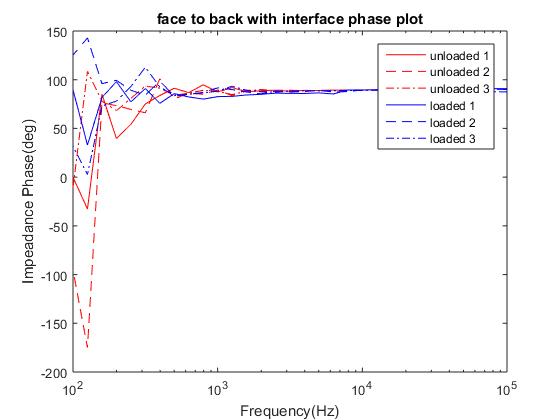 face to back with interface phase plot
150
100
50
0
-50
-100
-150
-200
Impeadance Phase(deg)
unloaded 1
unloaded 2
unloaded 3
loaded 1
loaded 2
loaded 3
10^2
10^3
10^4
10^5
Frequency(Hz)